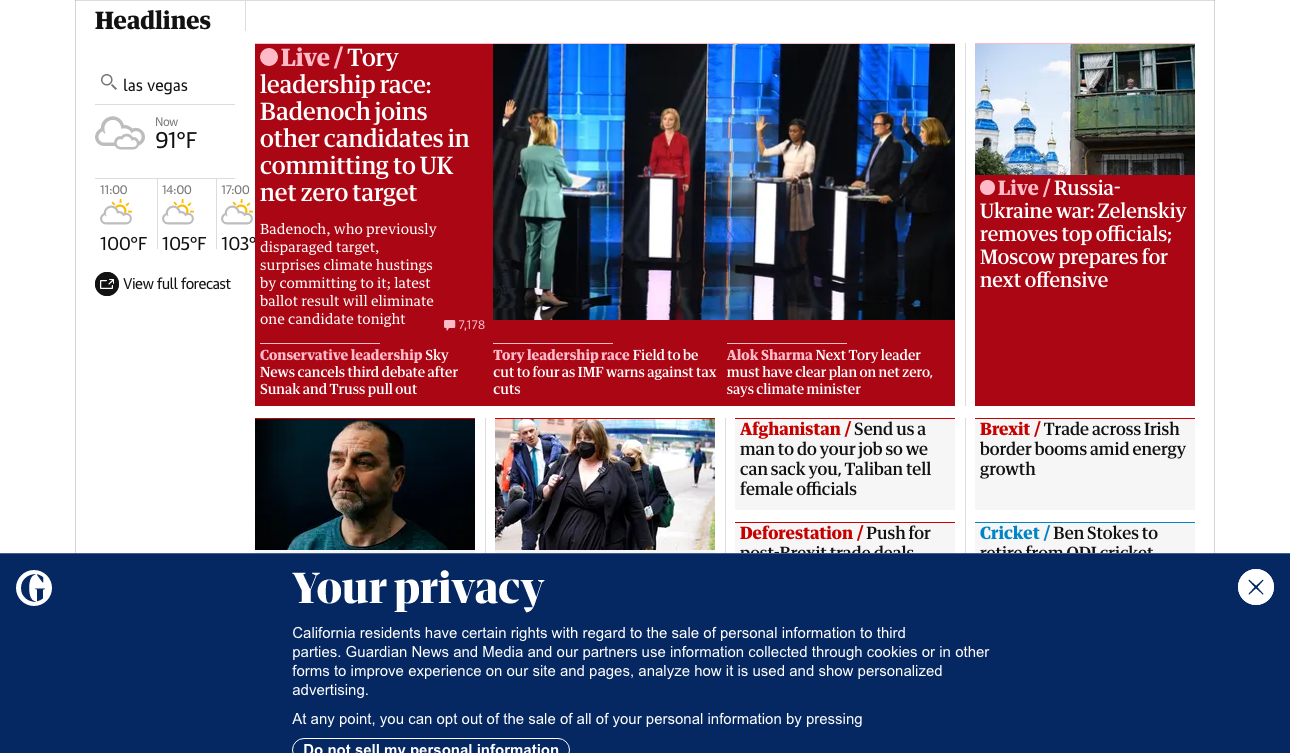 Headlines
las vegas
Now
91°F
11:00
14:00
17:00
100°F
105°F
103°
View full forecast
Live / Tory
leadership race:
Badenoch joins
other candidates in
committing to UK
net zero target
Badenoch, who previously
disparaged target,
surprises climate hustings
by committing to it; latest
ballot result will eliminate
one candidate tonight
7,178
Conservative leadership Sky
News cancels third debate after
Sunak and Truss pull out
Tory leadership race Field to be
cut to four as IMF warns against tax
cuts
Alok Sharma Next Tory leader
must have clear plan on net zero,
says climate minister
Live / Russia-
Ukraine war: Zelenskiy
removes top officials;
Moscow prepares for
next offensive
Afghanistan / Send us a
man to do your job so we
can sack you, Taliban tell
female officials
Brexit / Trade across Irish
border booms amid energy
growth
Deforestation / Push for
post-Brexit trade deals
Cricket / Ben Stokes to
retire from ODI cricket
Your privacy
California residents have certain rights with regard to the sale of personal information to third
parties. Guardian News and Media and our partners use information collected through cookies or in other
forms to improve experience on our site and pages, analyze how it is used and show personalized
advertising.
At any point, you can opt out of the sale of all of your personal information by pressing
Do not sell my personal information